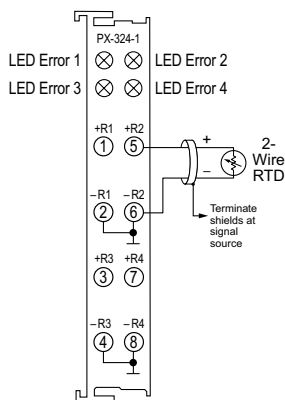 PX-324-1
LED Error 1 LED Error 2
LED Error 3 LED Error 4
+R1 +R2
1 5
+ 2-
Wire
RTD
–
–R1 –R2
2 6
Terminate
shields at
signal
source
+R3 +R4
3 7
–R3 –R4
4 8